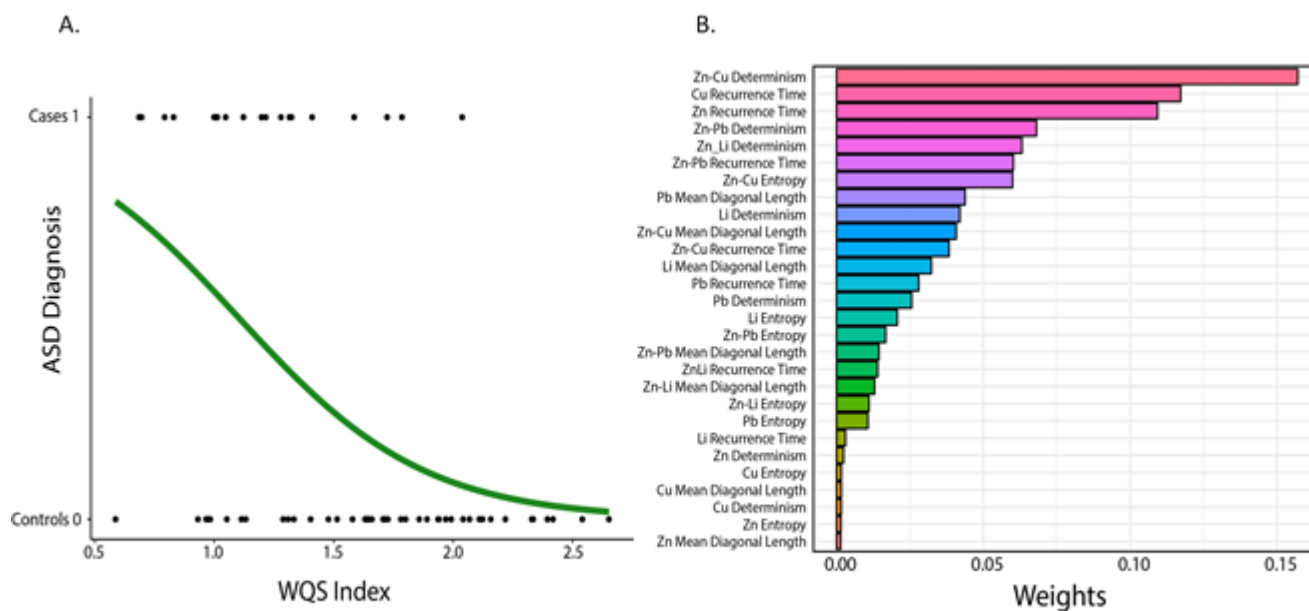 A.
Cases 1
ASD Diagnosis
Controls 0
0.5 1.0 1.5 2.0 2.5
WQS Index
B.
Zn-Cu Determinism
Cu Recurrence Time
Zn Recurrence Time
Zn-Pb Determinism
Zn_Li Determinism
Zn-Pb Recurrence Time
Zn-Cu Entropy
Pb Mean Diagonal Length
Li Determinism
Zn-Cu Mean Diagonal Length
Zn-Cu Recurrence Time
Li Mean Diagonal Length
Pb Recurrence Time
Pb Determinism
Li Entropy
Zn-Pb Entropy
Zn-Pb Mean Diagonal Length
ZnLi Recurrence Time
Zn-Li Mean Diagonal Length
Zn-Li Entropy
Pb Entropy
Li Recurrence Time
Zn Determinism
Cu Entropy
Cu Mean Diagonal Length
Cu Determinism
Zn Entropy
Zn Mean Diagonal Length
0.00 0.05 0.10 0.15
Weights